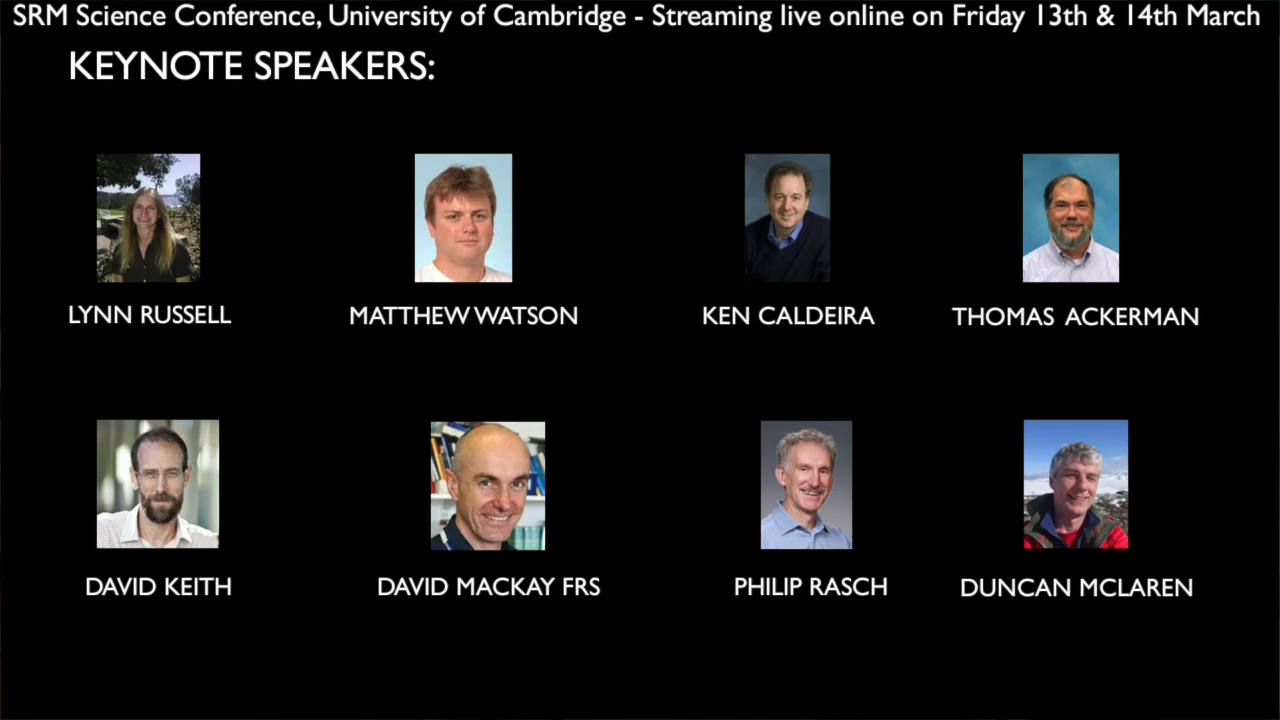 SRM Science Conference, University of Cambridge - Streaming live online on Friday 13th & 14th March
KEYNOTE SPEAKERS:
LYNN RUSSELL
MATTHEW WATSON
KEN CALDEIRA
THOMAS ACKERMAN
DAVID KEITH
DAVID MACKAY FRS
PHILIP RASCH
DUNCAN MCLAREN